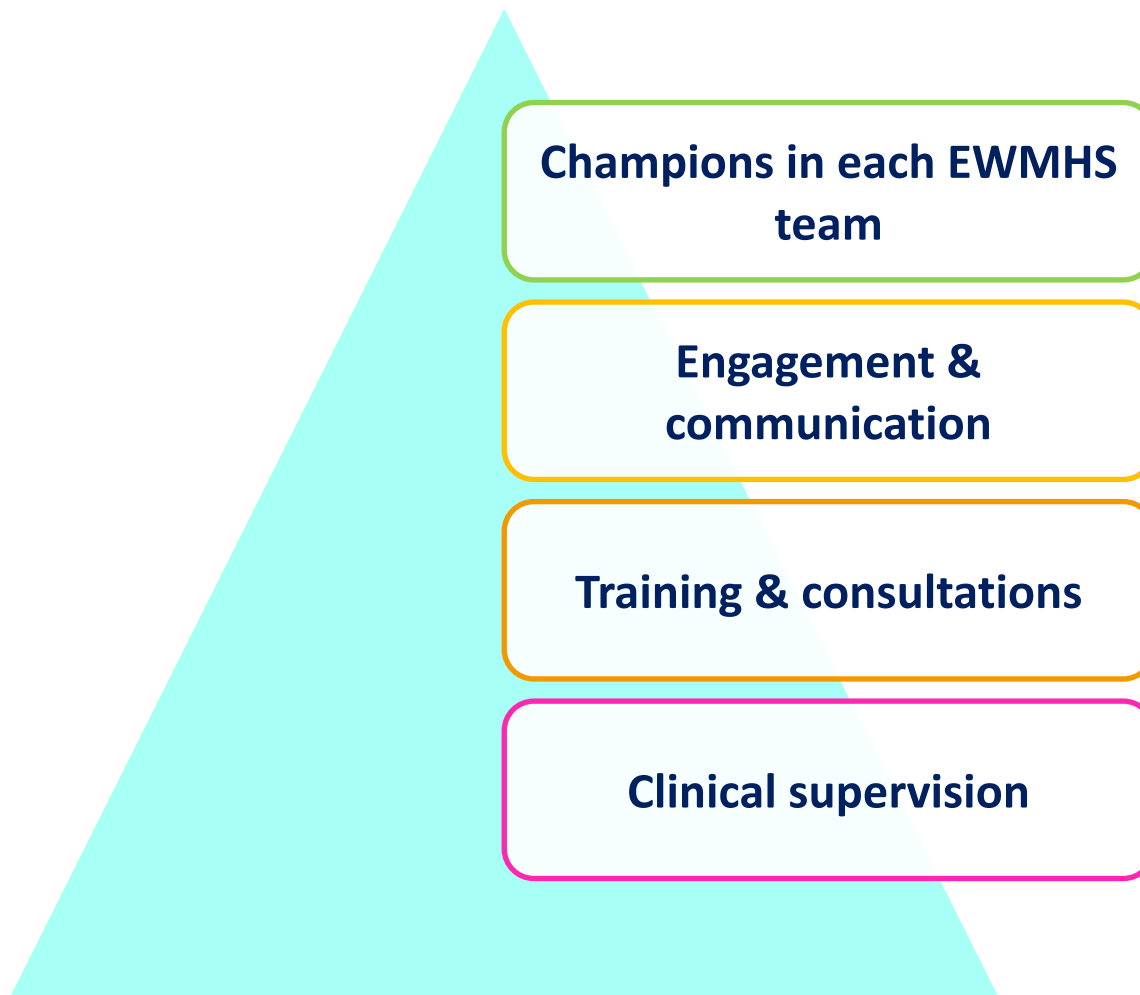 Champions in each EWMHS
team
Engagement &
communication
Training & consultations
Clinical supervision